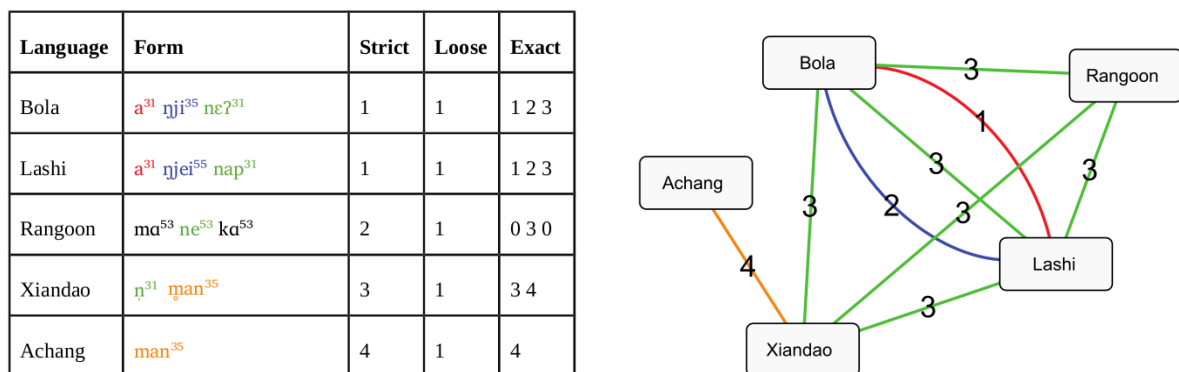 Language Form Strict Loose Exact
Bola a³¹ ŋji³⁵ nɛʔ³¹ 1 1 1 2 3
Lashi a³¹ ŋjei⁵⁵ nap³¹ 1 1 1 2 3
Rangoon mɑ⁵³ ne⁵³ kɑ⁵³ 2 1 0 3 0
Xiandao n̩³¹ m̥an³⁵ 3 1 3 4
Achang man³⁵ 4 1 4
Bola
3
Rangoon
1
3
3
Achang
2
3
3
4
Lashi
3
Xiandao